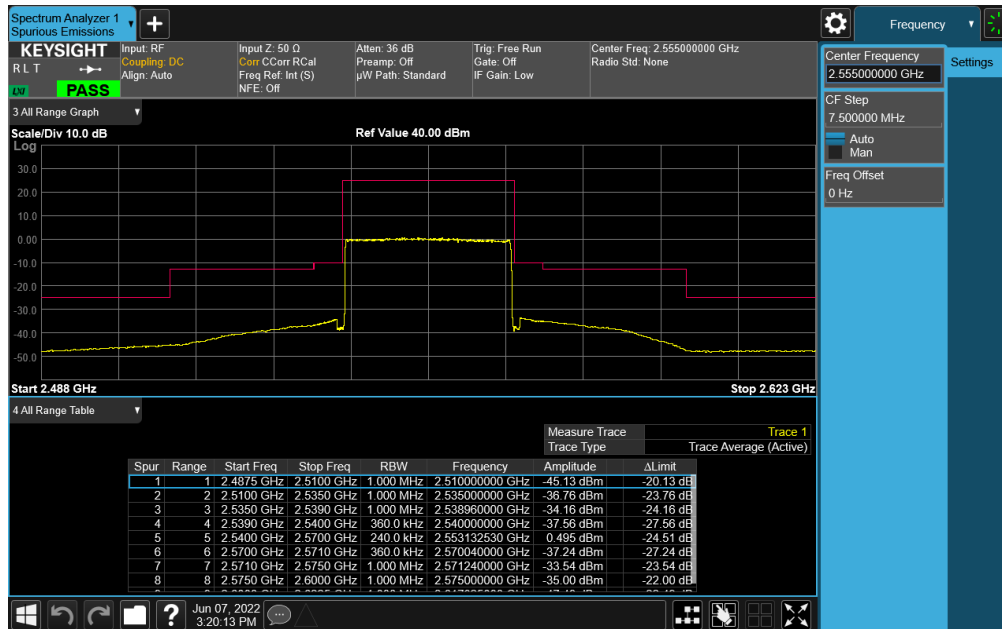 Spectrum Analyzer 1
Spurious Emissions
Frequency
KEYSIGHT
R L T
LXI
PASS
Input: RF
Coupling: DC
Align: Auto
Input Z: 50 Ω
Corr CCorr RCal
Freq Ref: Int (S)
NFE: Off
Atten: 36 dB
Preamp: Off
µW Path: Standard
Trig: Free Run
Gate: Off
IF Gain: Low
Center Freq: 2.555000000 GHz
Radio Std: None
Center Frequency
2.555000000 GHz
Settings
CF Step
7.500000 MHz
Auto
Man
Freq Offset
0 Hz
3 All Range Graph
Scale/Div 10.0 dB
Ref Value 40.00 dBm
Log
30.0
20.0
10.0
0.00
-10.0
-20.0
-30.0
-40.0
-50.0
Start 2.488 GHz
Stop 2.623 GHz
4 All Range Table
Measure Trace Trace 1
Trace Type Trace Average (Active)
Spur Range Start Freq Stop Freq RBW Frequency Amplitude ΔLimit
1 1 2.4875 GHz 2.5100 GHz 1.000 MHz 2.510000000 GHz -45.13 dBm -20.13 dB
2 2 2.5100 GHz 2.5350 GHz 1.000 MHz 2.535000000 GHz -36.76 dBm -23.76 dB
3 3 2.5350 GHz 2.5390 GHz 1.000 MHz 2.538960000 GHz -34.16 dBm -24.16 dB
4 4 2.5390 GHz 2.5400 GHz 360.0 kHz 2.540000000 GHz -37.56 dBm -27.56 dB
5 5 2.5400 GHz 2.5700 GHz 240.0 kHz 2.553132530 GHz 0.495 dBm -24.51 dB
6 6 2.5700 GHz 2.5710 GHz 360.0 kHz 2.570040000 GHz -37.24 dBm -27.24 dB
7 7 2.5710 GHz 2.5750 GHz 1.000 MHz 2.571240000 GHz -33.54 dBm -23.54 dB
8 8 2.5750 GHz 2.6000 GHz 1.000 MHz 2.575000000 GHz -35.00 dBm -22.00 dB
?
Jun 07, 2022
3:20:13 PM